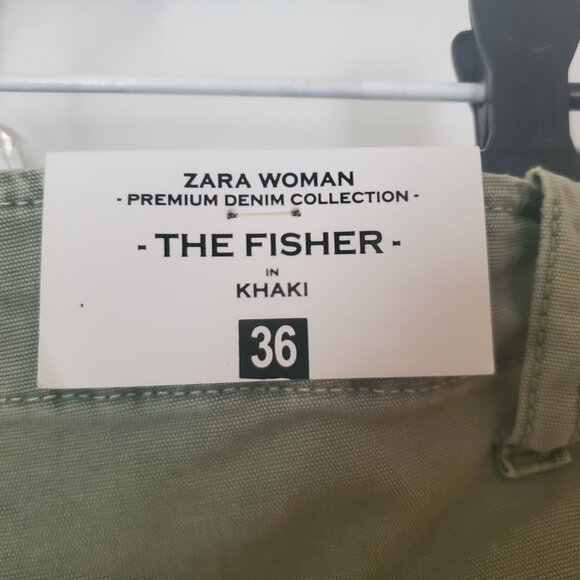 ZARA WOMAN
- PREMIUM DENIM COLLECTION -
- THE FISHER -
IN
KHAKI
36